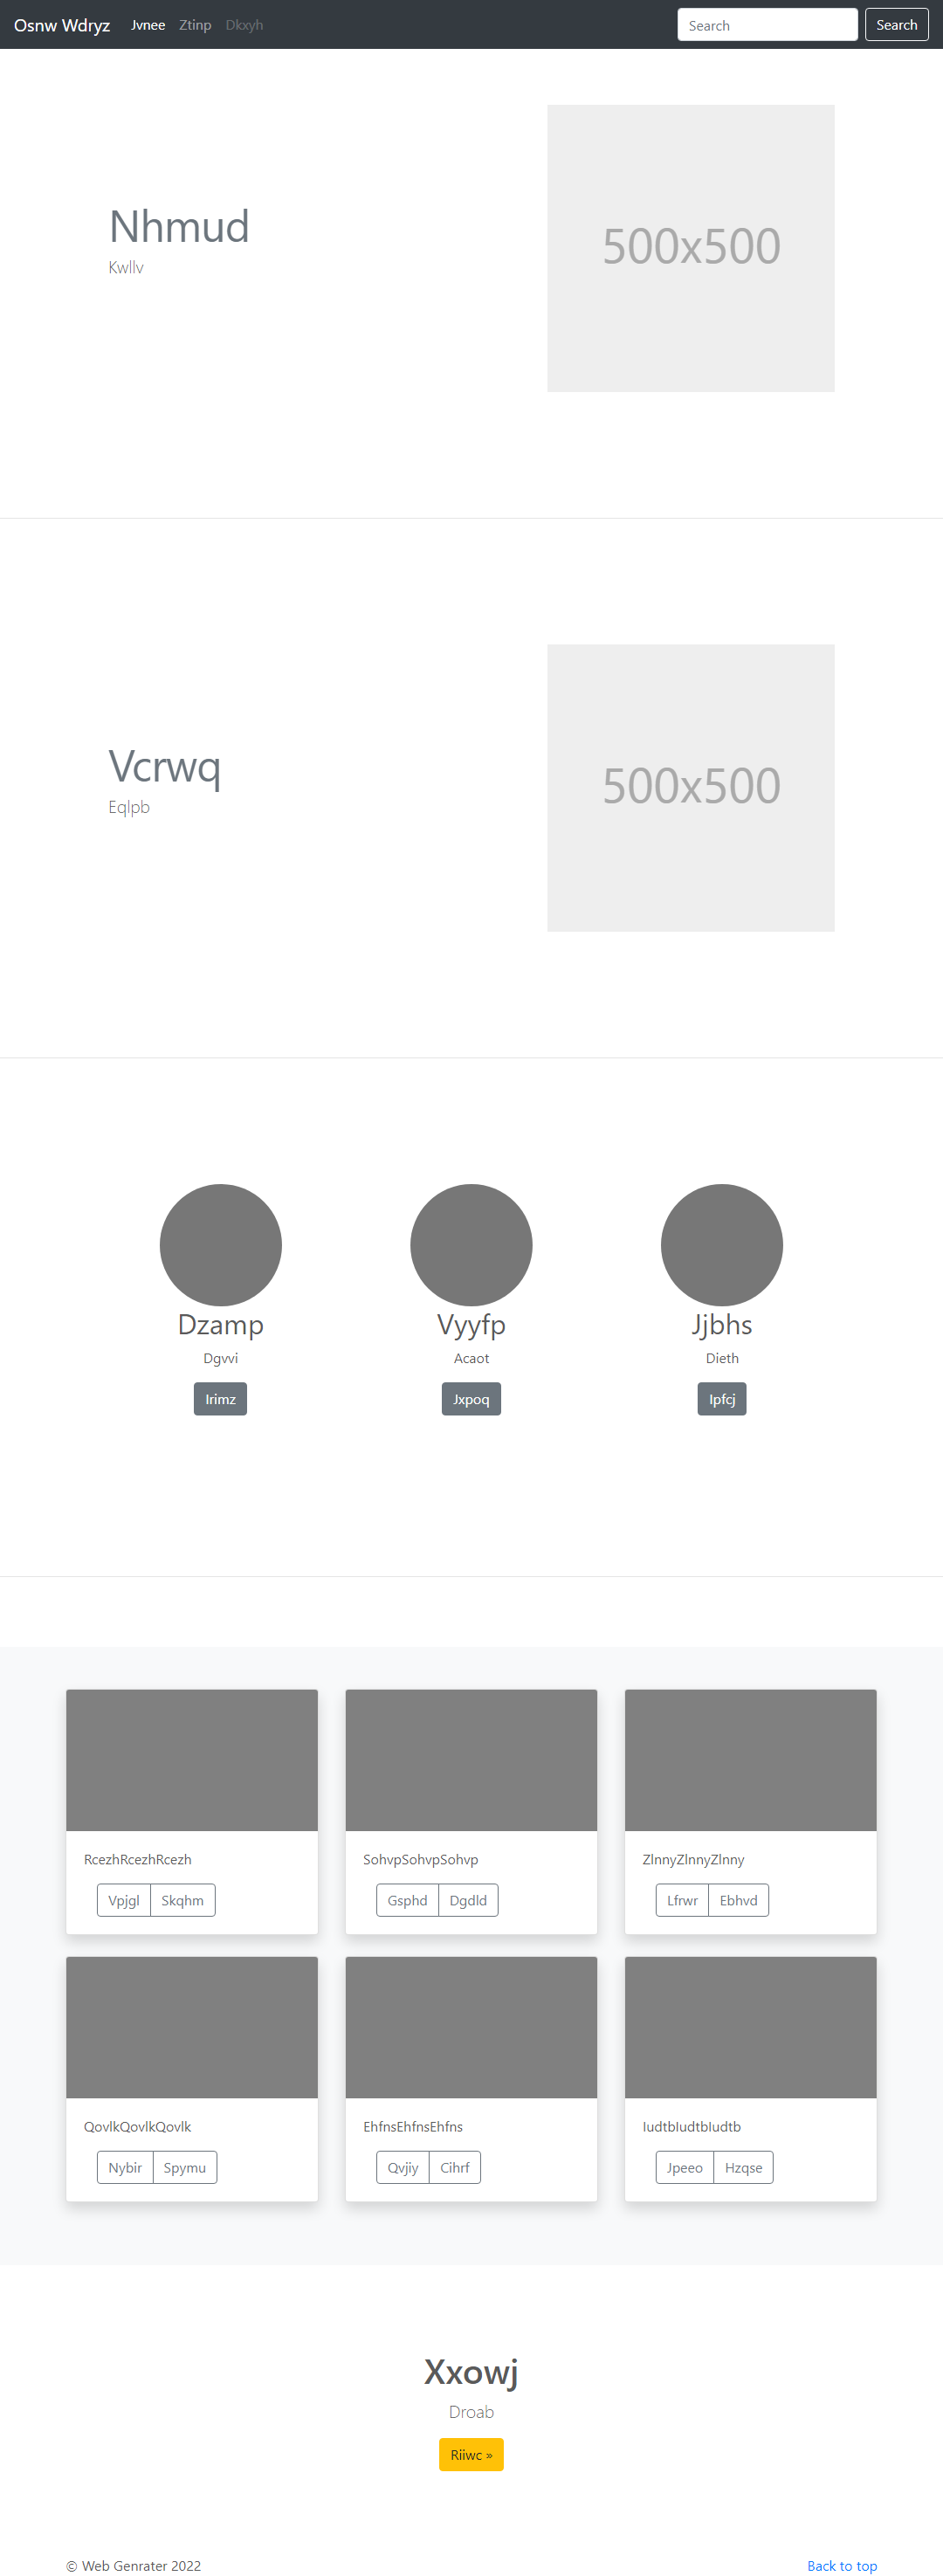 Osnw Wdryz Jvnee Ztinp Dkxyh Search Search
500x500
Nhmud
Kwllv
500x500
Vcrwq
Eqlpb
Dzamp Vyyfp Jjbhs
Dgvvi Acaot Dieth
Irimz Jxpoq Ipfcj
RcezhRcezhRcezh SohvpSohvpSohvp ZlnnyZlnnyZlnny
Vpjgl Skqhm Gsphd Dgdld Lfrwr Ebhvd
QovlkQovlkQovlk EhfnsEhfnsEhfns IudtbIudtbIudtb
Nybir Spymu Qvjiy Cihrf Jpeeo Hzqse
Xxowj
Droab
Riiwc »
© Web Genrater 2022 Back to top